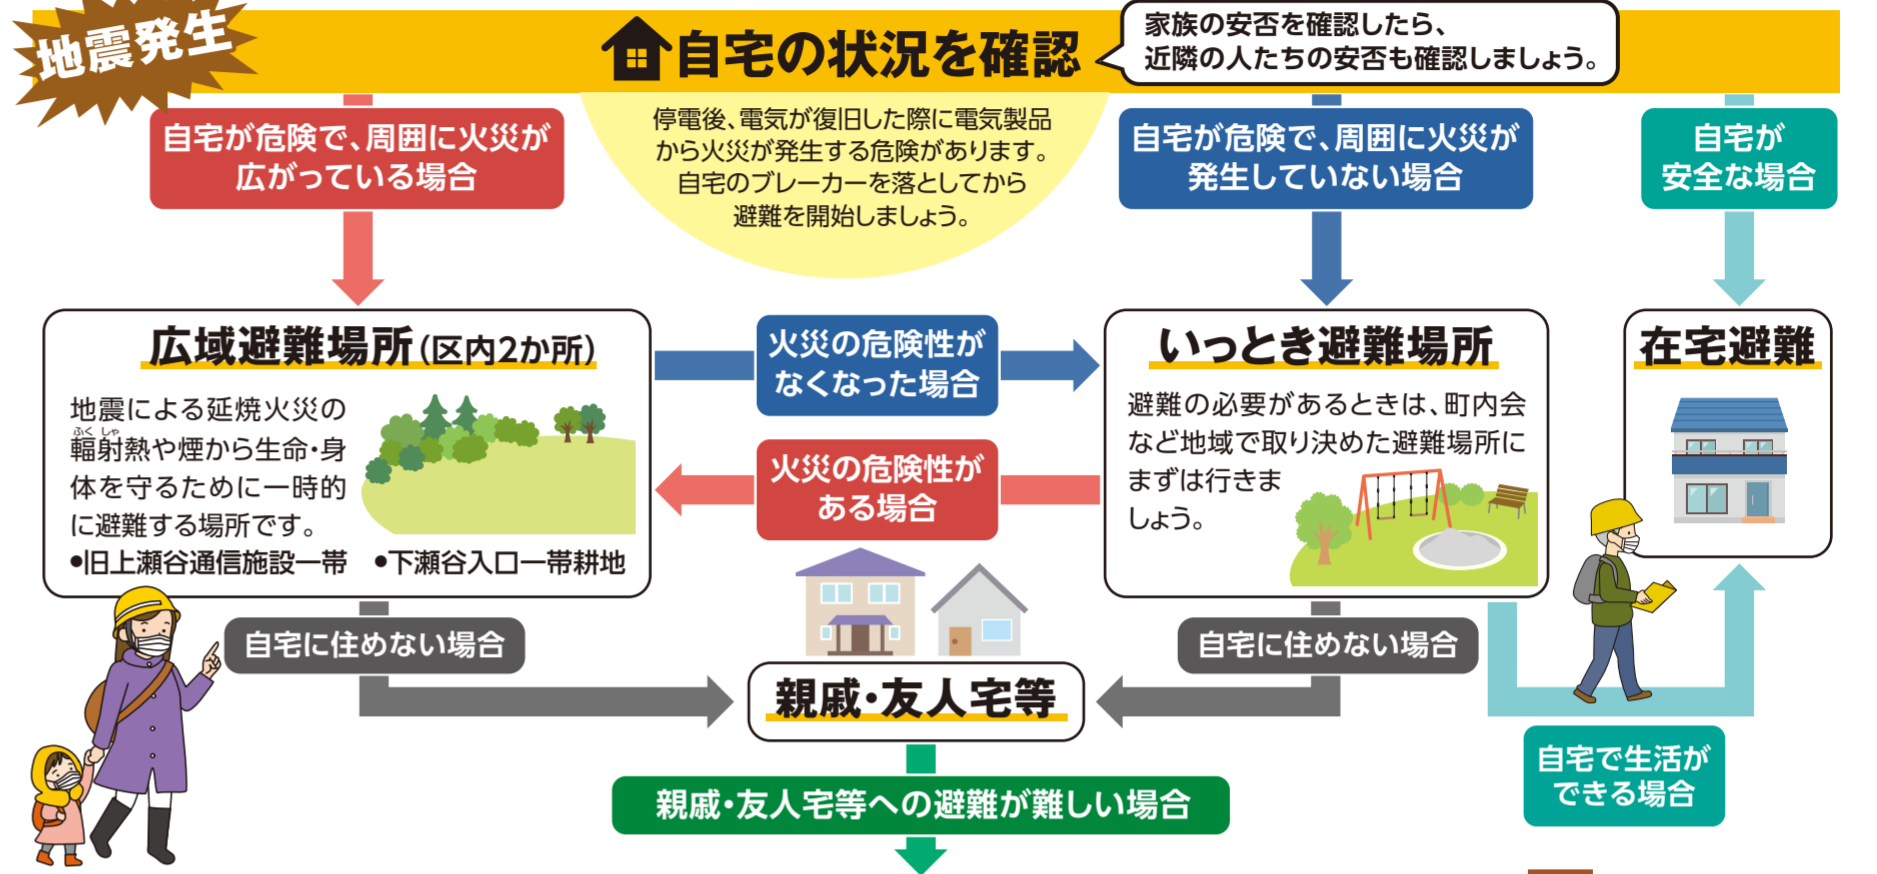 地震発生
自宅の状況を確認
家族の安否を確認したら、
近隣の人たちの安否も確認しましょう。
自宅が危険で、周囲に火災が
広がっている場合
停電後、電気が復旧した際に電気製品
から火災が発生する危険があります。
自宅のブレーカーを落としてから
避難を開始しましょう。
自宅が危険で、周囲に火災が
発生していない場合
自宅が
安全な場合
広域避難場所(区内2か所)
地震による延焼火災の
ふく しゃ
輻射熱や煙から生命・身
体を守るために一時的
に避難する場所です。
●旧上瀬谷通信施設一帯 ●下瀬谷入口一帯耕地
火災の危険性が
なくなった場合
火災の危険性が
ある場合
いっとき避難場所
避難の必要があるときは、町内会
など地域で取り決めた避難場所に
まずは行きま
しょう。
在宅避難
自宅に住めない場合
自宅に住めない場合
親戚・友人宅等
自宅で生活が
できる場合
親戚・友人宅等への避難が難しい場合